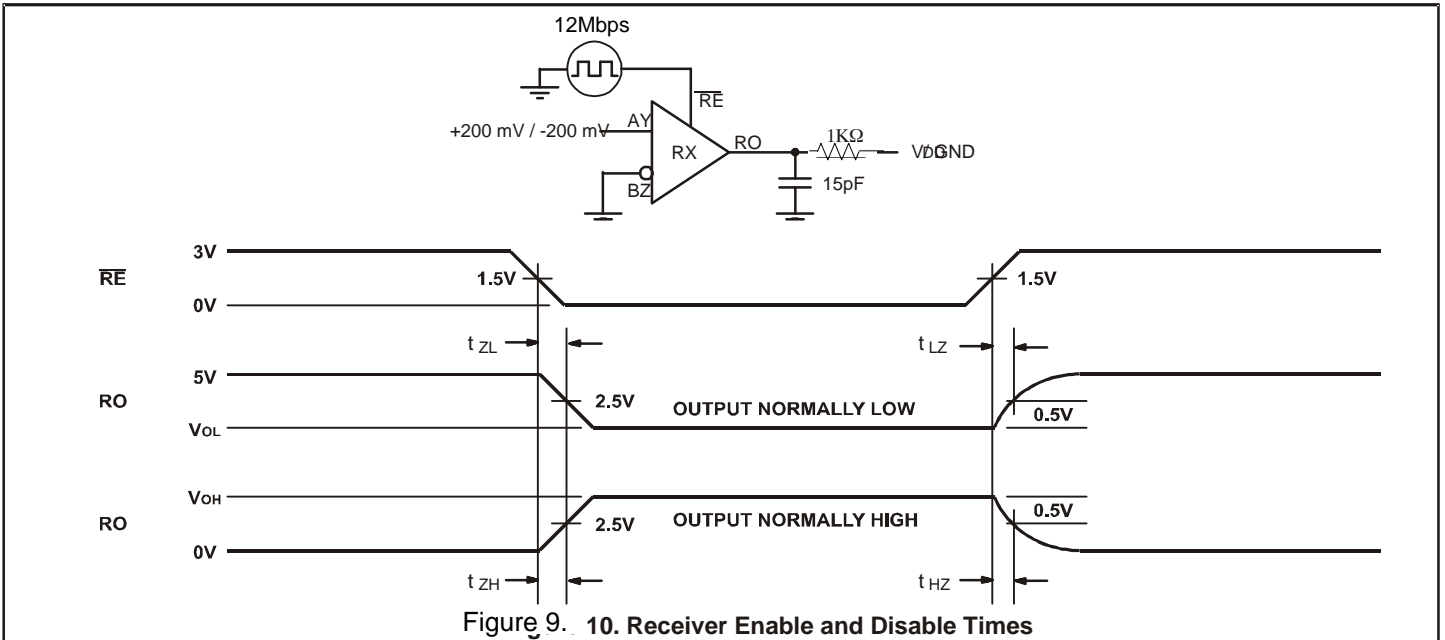 12Mbps
RE
+200 mV / -200 mV
AY
RX
RO
1KΩ
15pF
BZ
3V
RE
1.5V
1.5V
0V
t ZL
t LZ
5V
RO
2.5V
OUTPUT NORMALLY LOW
0.5V
VOL
VOH
RO
2.5V
OUTPUT NORMALLY HIGH
0.5V
0V
t ZH
t HZ
Figure 9. 10. Receiver Enable and Disable Times